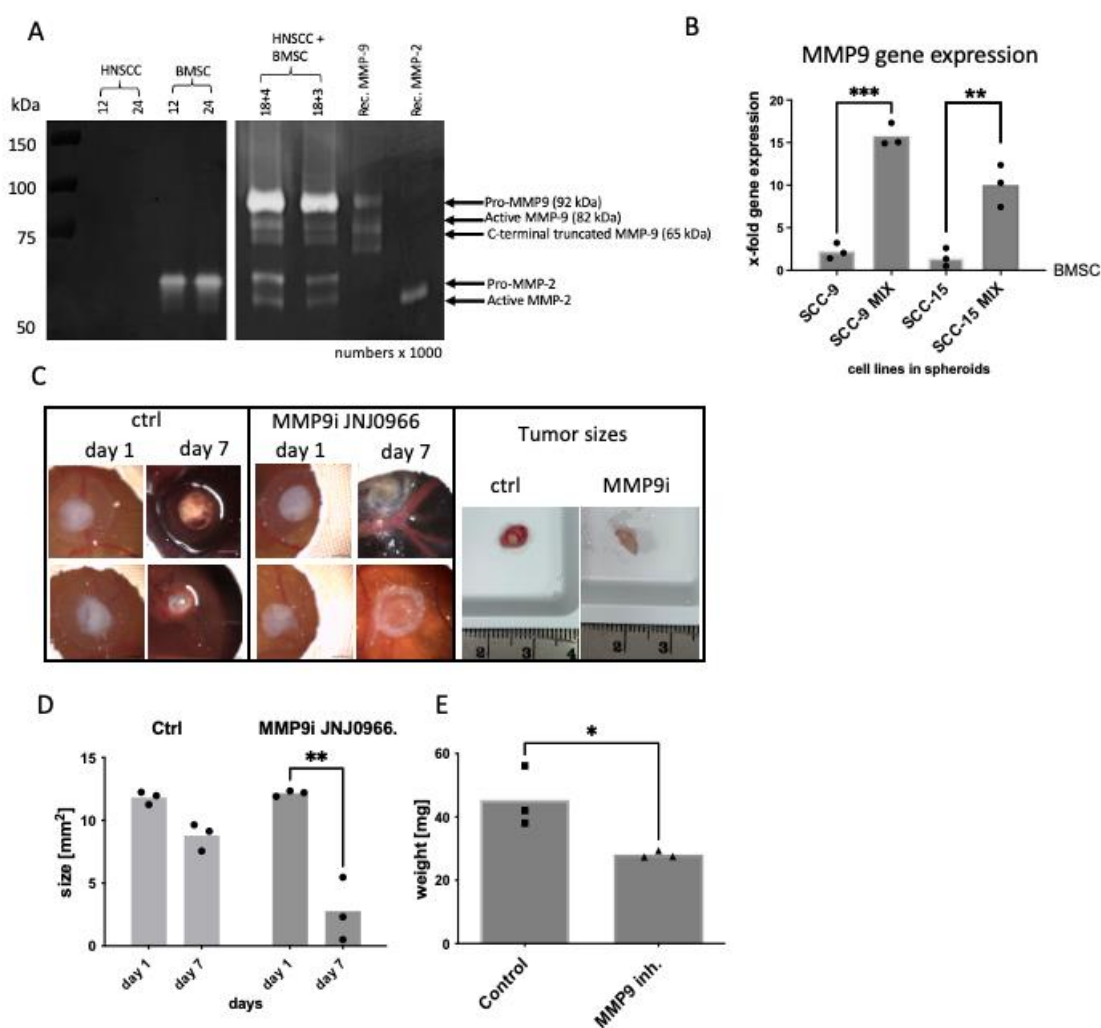 A
HNSCC
BMSC
HNSCC +
BMSC
Rec. MMP-9
Rec. MMP-2
12
24
12
24
18+4
18+3
kDa
150
100
75
50
Pro-MMP9 (92 kDa)
Active MMP-9 (82 kDa)
C-terminal truncated MMP-9 (65 kDa)
Pro-MMP-2
Active MMP-2
numbers x 1000
B
MMP9 gene expression
x-fold gene expression
20
15
10
5
0
***
**
BMSC
SCC-9
SCC-9 MIX
SCC-15
SCC-15 MIX
cell lines in spheroids
C
ctrl
day 1
day 7
MMP9i JNJ0966
day 1
day 7
Tumor sizes
ctrl
MMP9i
2
3
4
2
3
D
Ctrl
MMP9i JNJ0966.
size [mm²]
15
10
5
0
**
day 1
day 7
day 1
day 7
days
E
weight [mg]
60
40
20
0
*
Control
MMP9 inh.